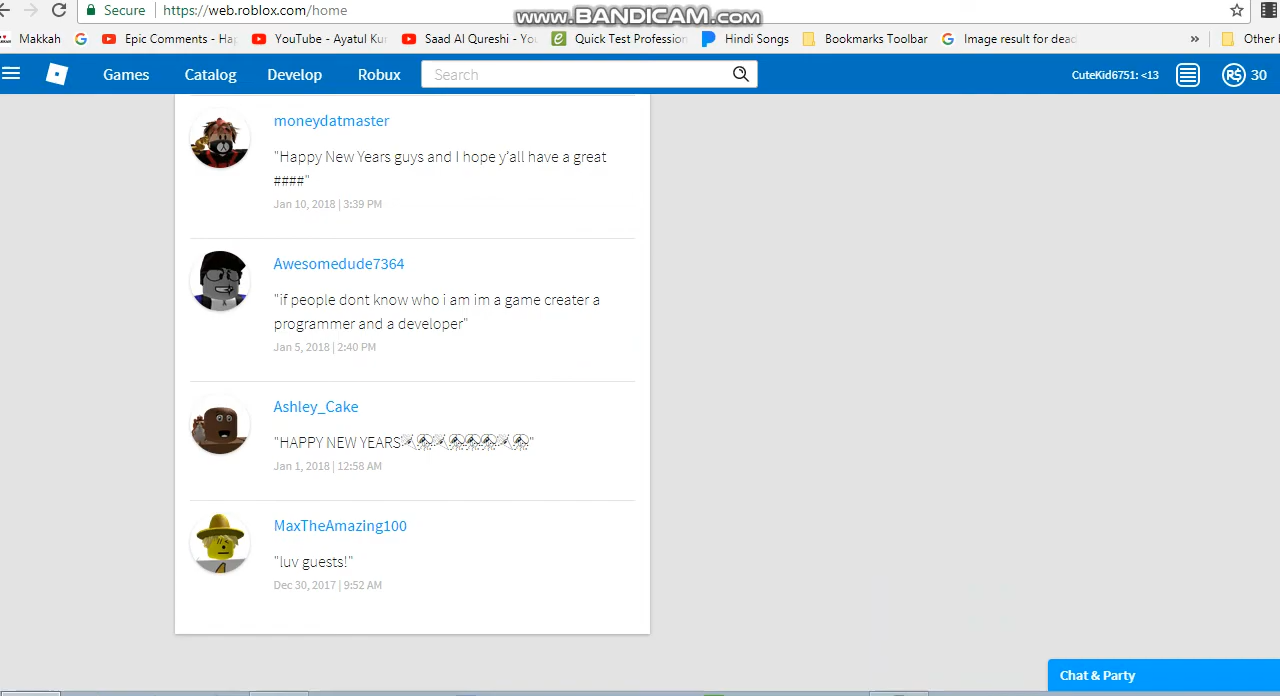 Secure https://web.roblox.com/home
www.BANDICAM.com
Makkah Epic Comments - Ha YouTube - Ayatul Ku Saad Al Qureshi - Yo Quick Test Profession Hindi Songs Bookmarks Toolbar Image result for dead » Other b
Games Catalog Develop Robux Search CuteKid6751: <13 R$ 30
moneydatmaster
"Happy New Years guys and I hope y'all have a great
####"
Jan 10, 2018 | 3:39 PM
Awesomedude7364
"if people dont know who i am im a game creater a
programmer and a developer"
Jan 5, 2018 | 2:40 PM
Ashley_Cake
"HAPPY NEW YEARS🎉🎊🎉🎊🎊🎊🎉🎊"
Jan 1, 2018 | 12:58 AM
MaxTheAmazing100
"luv guests!"
Dec 30, 2017 | 9:52 AM
Chat & Party